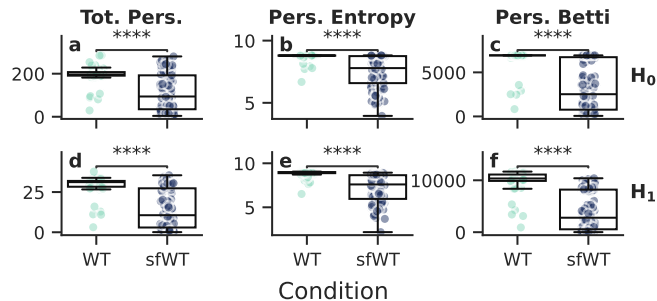 Tot. Pers. Pers. Entropy Pers. Betti
a **** b **** c ****
200 0
10 5
5000 0
H0
d **** e **** f ****
25 0
10 5
10000 0
H1
WT sfWT WT sfWT WT sfWT
Condition